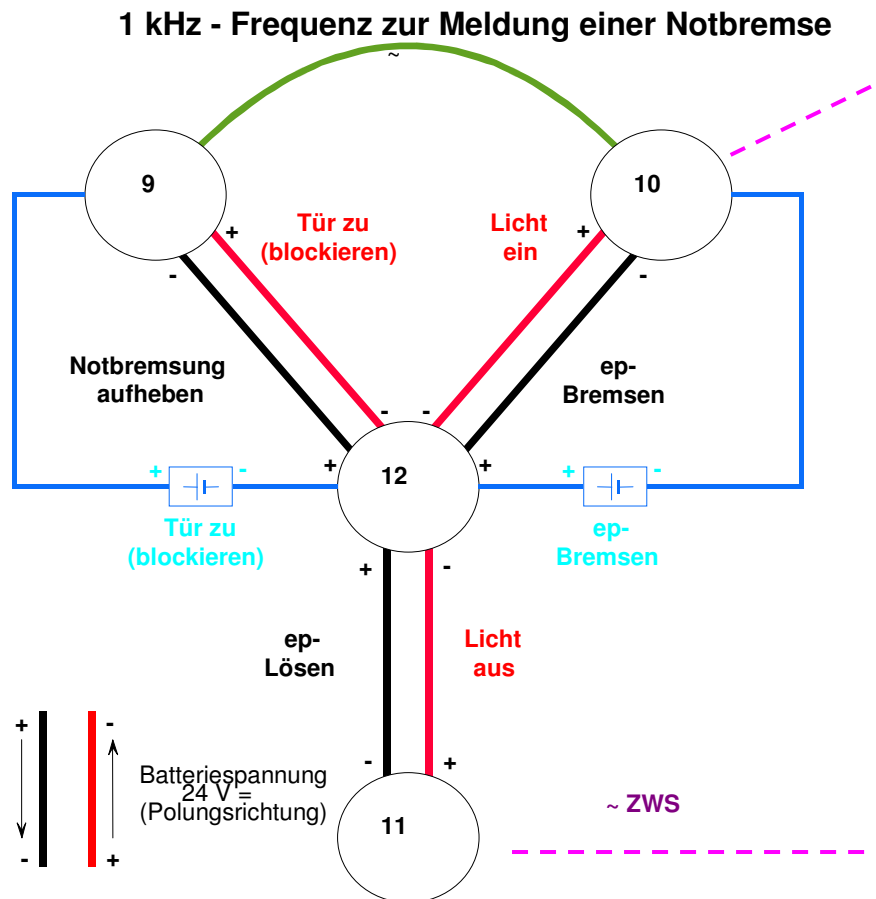 1 kHz - Frequenz zur Meldung einer Notbremse
~
9
10
+
Tür zu
(blockieren)
Licht
ein
+
-
-
Notbremsung
aufheben
ep-
Bremsen
-
-
+
-
+
12
+
+
-
Tür zu
(blockieren)
ep-
Bremsen
+
-
ep-
Lösen
Licht
aus
+
-
-
+
Batteriespannung
24 V =
(Polungsrichtung)
~ ZWS
11
-
+